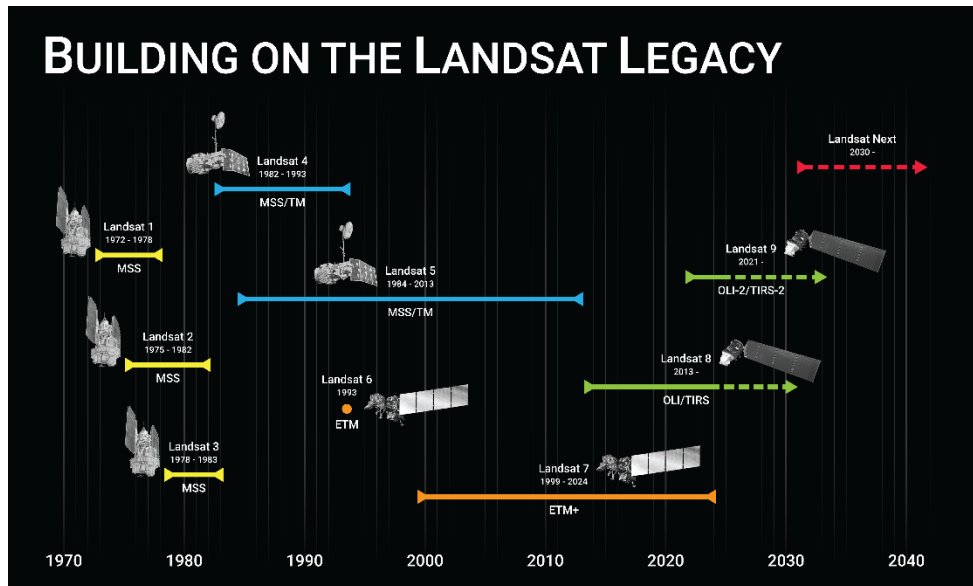 BUILDING ON THE LANDSAT LEGACY
Landsat 4
1982 - 1993
MSS/TM
Landsat Next
2030 -
Landsat 1
1972 - 1978
MSS
Landsat 9
2021 -
OLI-2/TIRS-2
Landsat 5
1984 - 2013
MSS/TM
Landsat 2
1975 - 1982
MSS
Landsat 8
2013 -
OLI/TIRS
Landsat 6
1993
ETM
Landsat 3
1978 - 1983
MSS
Landsat 7
1999 - 2024
ETM+
1970 1980 1990 2000 2010 2020 2030 2040